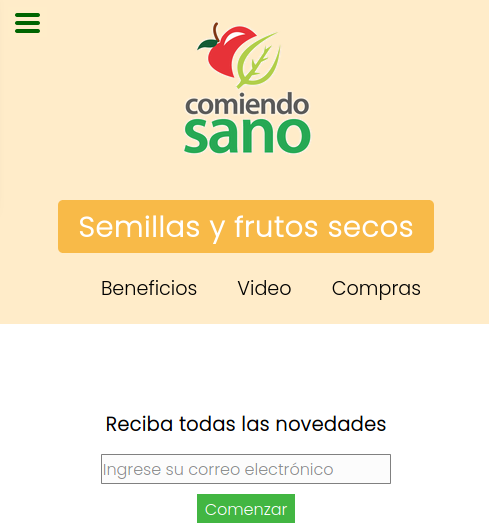 comiendo
sano
Semillas y frutos secos
Beneficios Video Compras
Reciba todas las novedades
Ingrese su correo electrónico
Comenzar